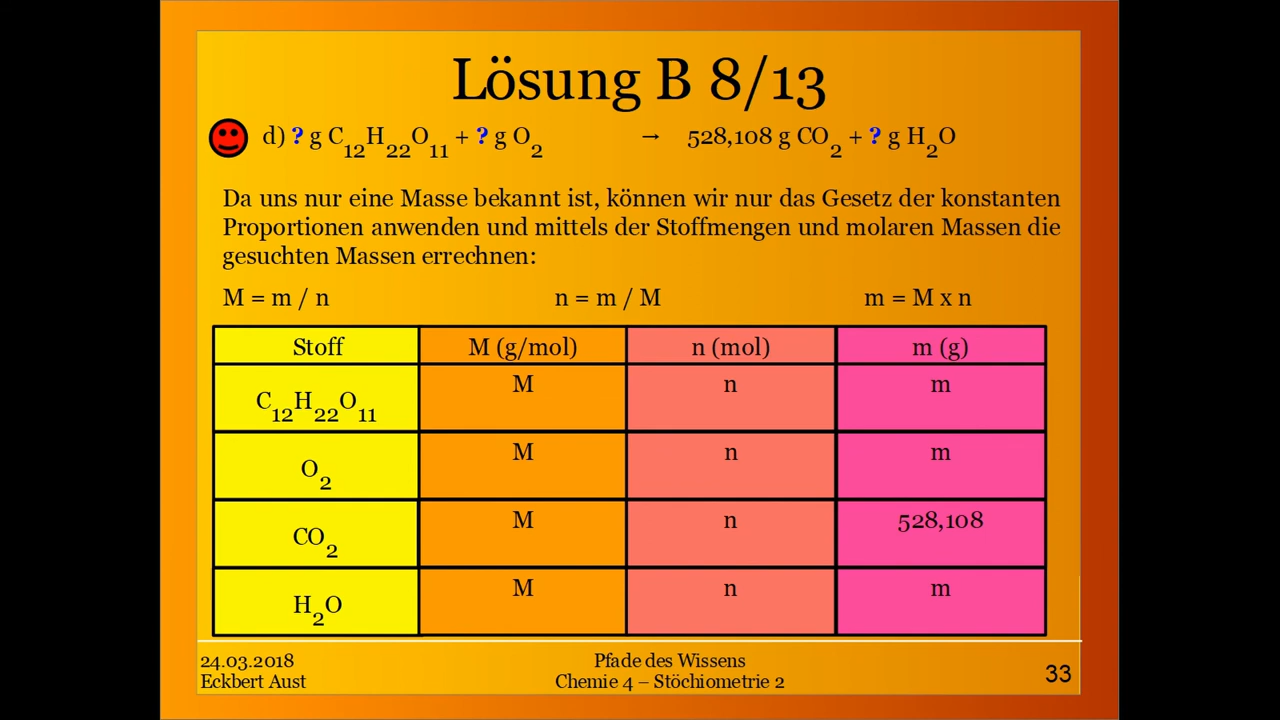 Lösung B 8/13
d) ? g C12H22O11 + ? g O2 → 528,108 g CO2 + ? g H2O
Da uns nur eine Masse bekannt ist, können wir nur das Gesetz der konstanten
Proportionen anwenden und mittels der Stoffmengen und molaren Massen die
gesuchten Massen errechnen:
M = m / n n = m / M m = M x n
Stoff M (g/mol) n (mol) m (g)
C12H22O11 M n m
O2 M n m
CO2 M n 528,108
H2O M n m
24.03.2018 Pfade des Wissens
Eckbert Aust Chemie 4 – Stöchiometrie 2 33